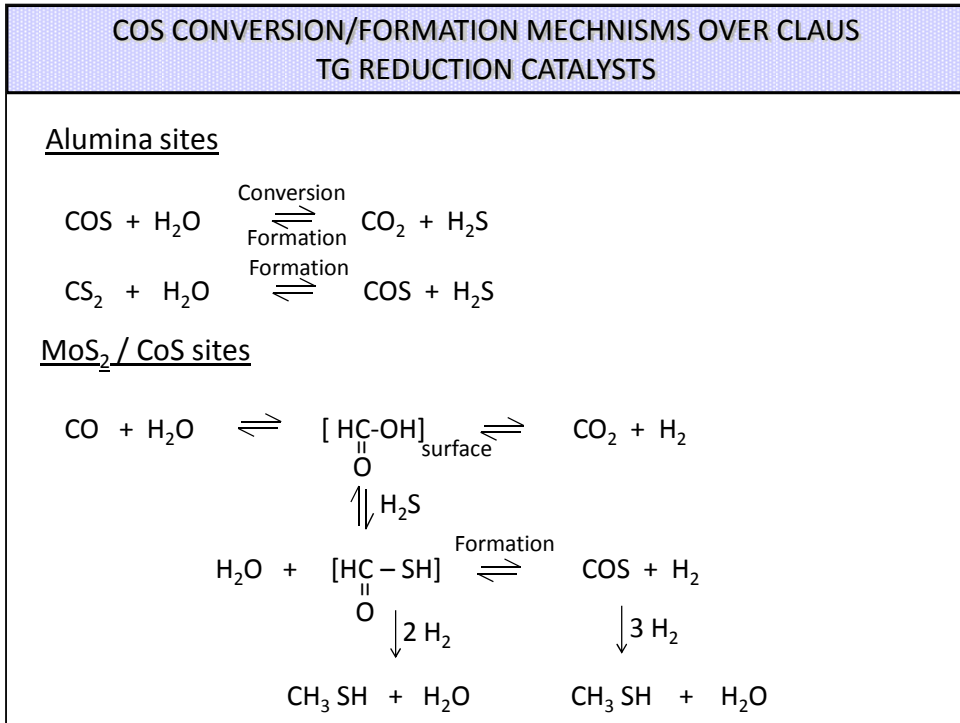 COS CONVERSION/FORMATION MECHNISMS OVER CLAUS
TG REDUCTION CATALYSTS
Alumina sites
Conversion
COS + H₂O ⇌ CO₂ + H₂S
Formation
Formation
CS₂ + H₂O ⇌ COS + H₂S
MoS₂ / CoS sites
CO + H₂O ⇌ [ HC-OH]surface ⇌ CO₂ + H₂
O
H₂S
Formation
H₂O + [HC – SH] ⇌ COS + H₂
O
2 H₂ 3 H₂
CH₃ SH + H₂O CH₃ SH + H₂O